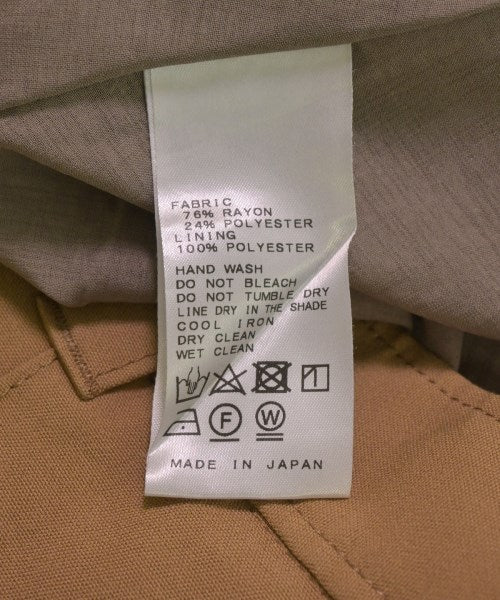 FABRIC
76% RAYON
24% POLYESTER
LINING
100% POLYESTER
HAND WASH
DO NOT BLEACH
DO NOT TUMBLE DRY
LINE DRY IN THE SHADE
COOL IRON
DRY CLEAN
WET CLEAN
F W
MADE IN JAPAN